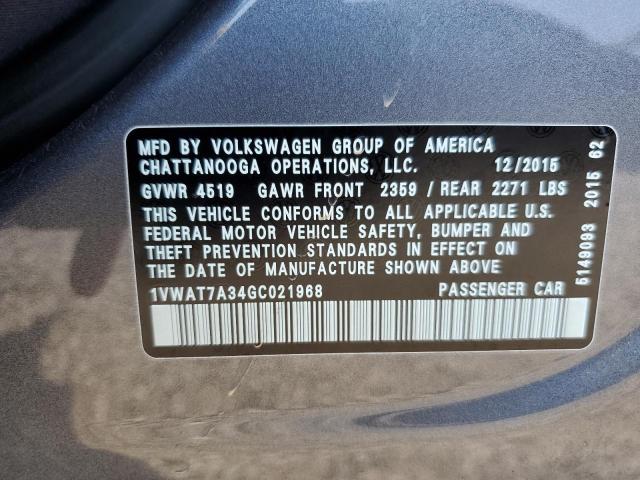 MFD BY VOLKSWAGEN GROUP OF AMERICA
CHATTANOOGA OPERATIONS, LLC. 12/2015
GVWR 4519 GAWR FRONT 2359 / REAR 2271 LBS
THIS VEHICLE CONFORMS TO ALL APPLICABLE U.S.
FEDERAL MOTOR VEHICLE SAFETY, BUMPER AND
THEFT PREVENTION STANDARDS IN EFFECT ON
THE DATE OF MANUFACTURE SHOWN ABOVE.
1VWAT7A34GC021968 PASSENGER CAR
5149093 2015 62